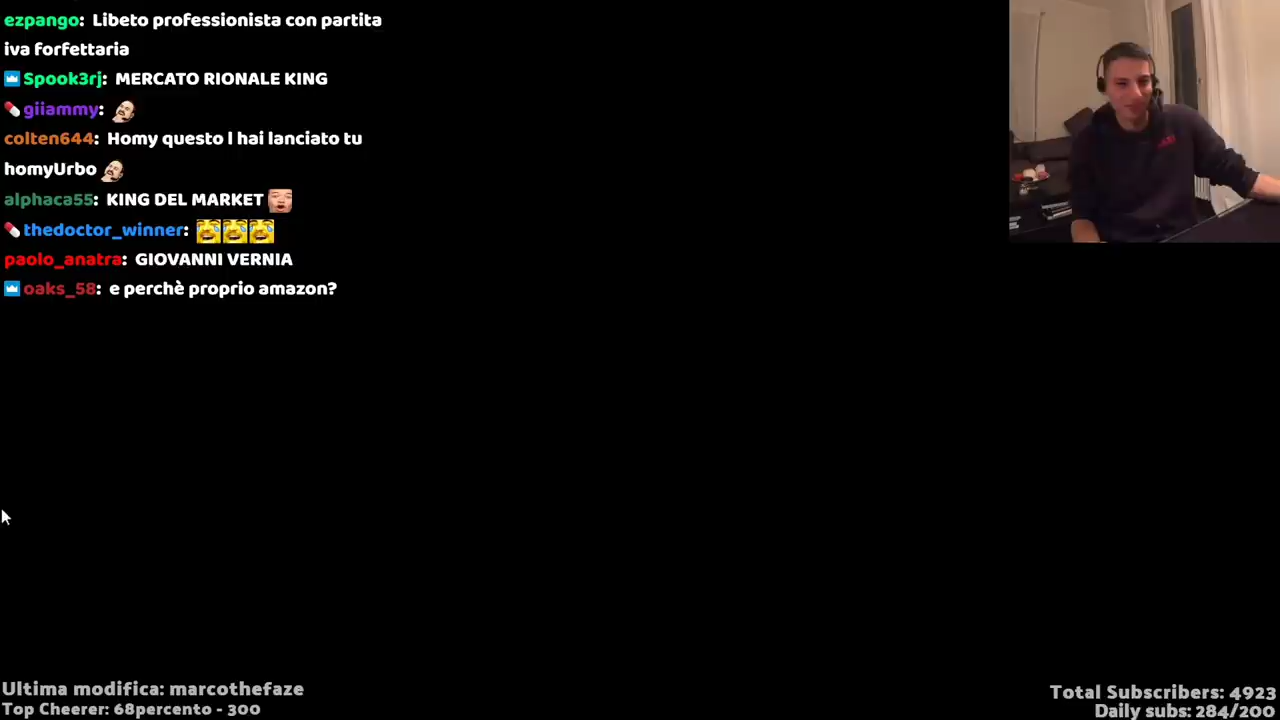 ezpango: Libeto professionista con partita
iva forfettaria
Spook3rj: MERCATO RIONALE KING
giiammy:
colten644: Homy questo l hai lanciato tu
homyUrbo
alphaca55: KING DEL MARKET
thedoctor_winner:
paolo_anatra: GIOVANNI VERNIA
oaks_58: e perchè proprio amazon?
Ultima modifica: marcothefaze
Top Cheerer: 68percento - 300
Total Subscribers: 4923
Daily subs: 284/200